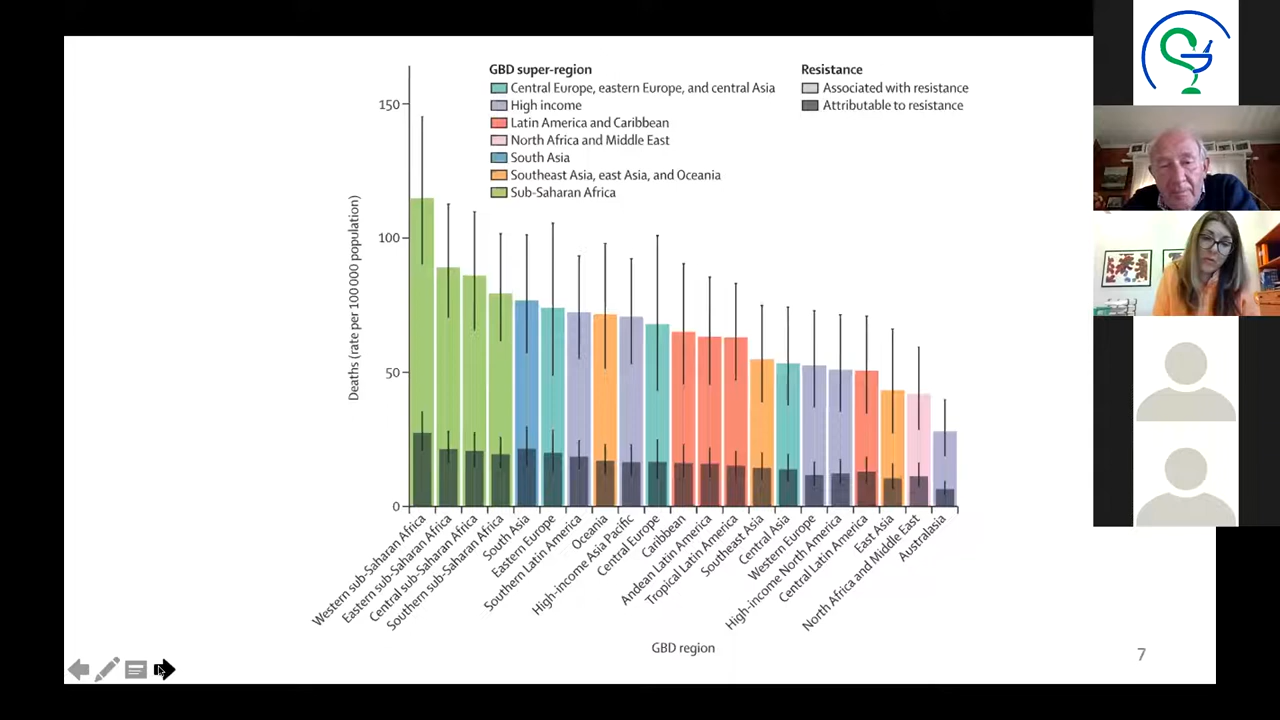 GBD super-region
Central Europe, eastern Europe, and central Asia
High income
Latin America and Caribbean
North Africa and Middle East
South Asia
Southeast Asia, east Asia, and Oceania
Sub-Saharan Africa
Resistance
Associated with resistance
Attributable to resistance
Deaths (rate per 100 000 population)
150
100
50
0
Western sub-Saharan Africa
Eastern sub-Saharan Africa
Central sub-Saharan Africa
Southern sub-Saharan Africa
South Asia
Eastern Europe
Southern Latin America
Oceania
High-income Asia Pacific
Central Europe
Caribbean
Andean Latin America
Tropical Latin America
Southeast Asia
Central Asia
Western Europe
High-income North America
Central Latin America
East Asia
North Africa and Middle East
Australasia
GBD region
7